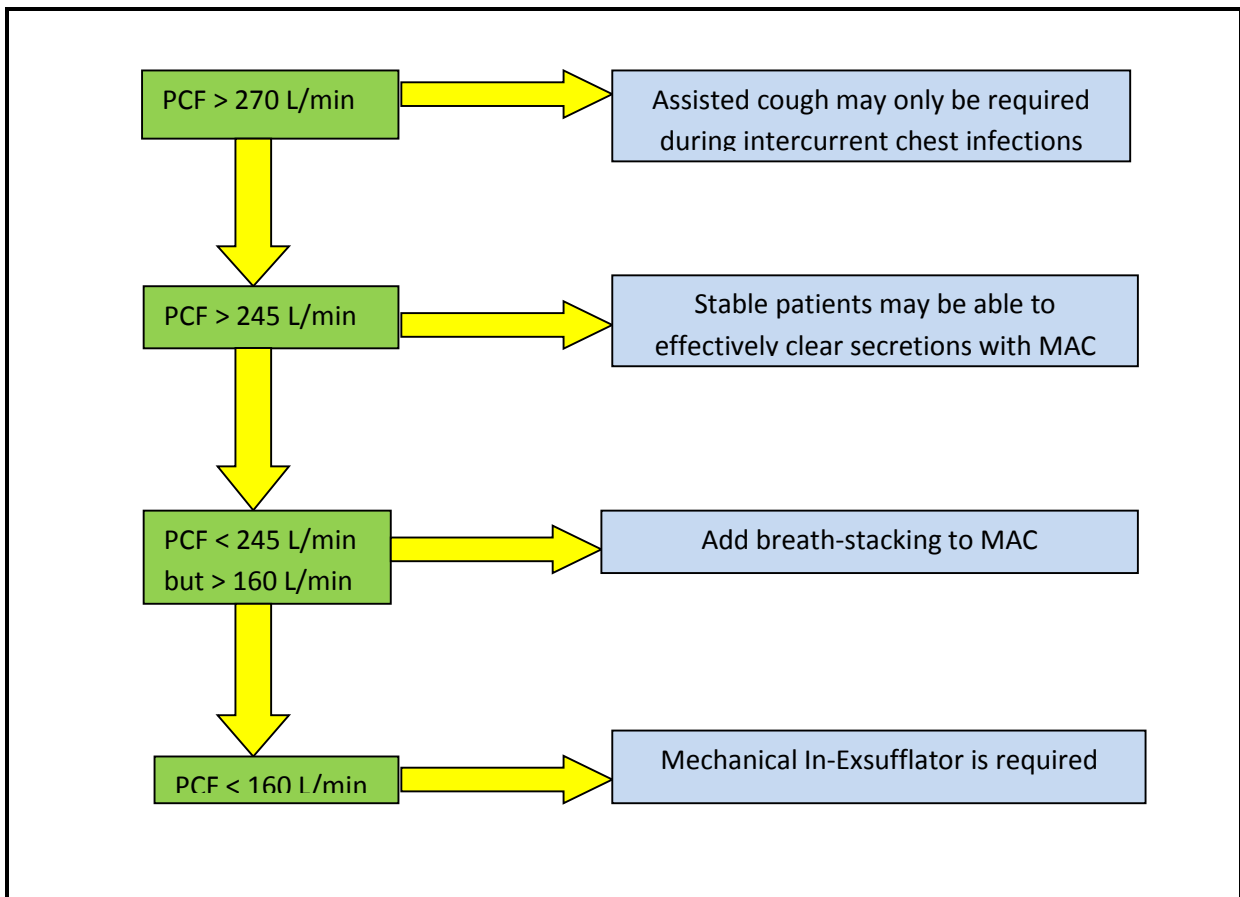 PCF > 270 L/min
Assisted cough may only be required
during intercurrent chest infections
PCF > 245 L/min
Stable patients may be able to
effectively clear secretions with MAC
PCF < 245 L/min
but > 160 L/min
Add breath-stacking to MAC
PCF < 160 L/min
Mechanical In-Exsufflator is required